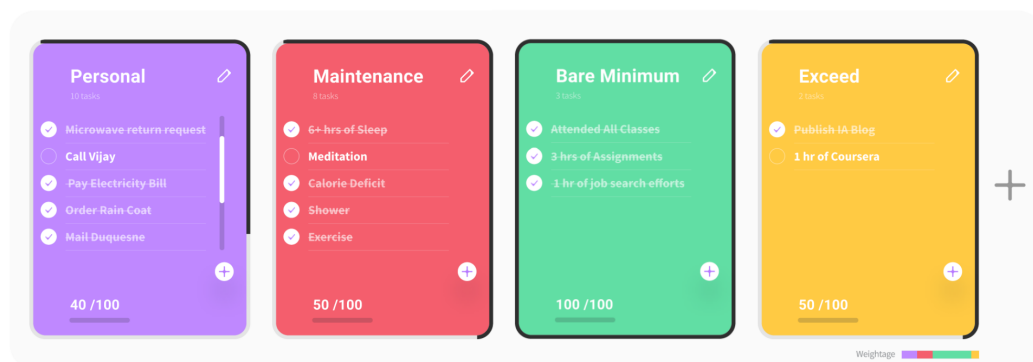 Personal
10 tasks
Microwave return request
Call Vijay
Pay Electricity Bill
Order Rain Coat
Mail Duquesne
40 /100
Maintenance
8 tasks
6+ hrs of Sleep
Meditation
Calorie Deficit
Shower
Exercise
50 /100
Bare Minimum
3 tasks
Attended All Classes
3 hrs of Assignments
1 hr of job search efforts
100 /100
Exceed
2 tasks
Publish IA Blog
1 hr of Coursera
50 /100
Weightage